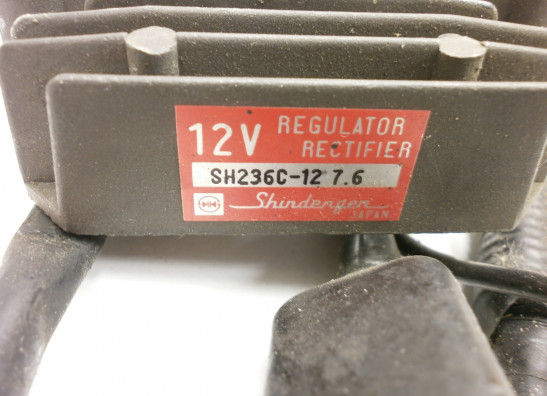 12V REGULATOR
RECTIFIER
SH236C-12 7.6
Shindengen
JAPAN